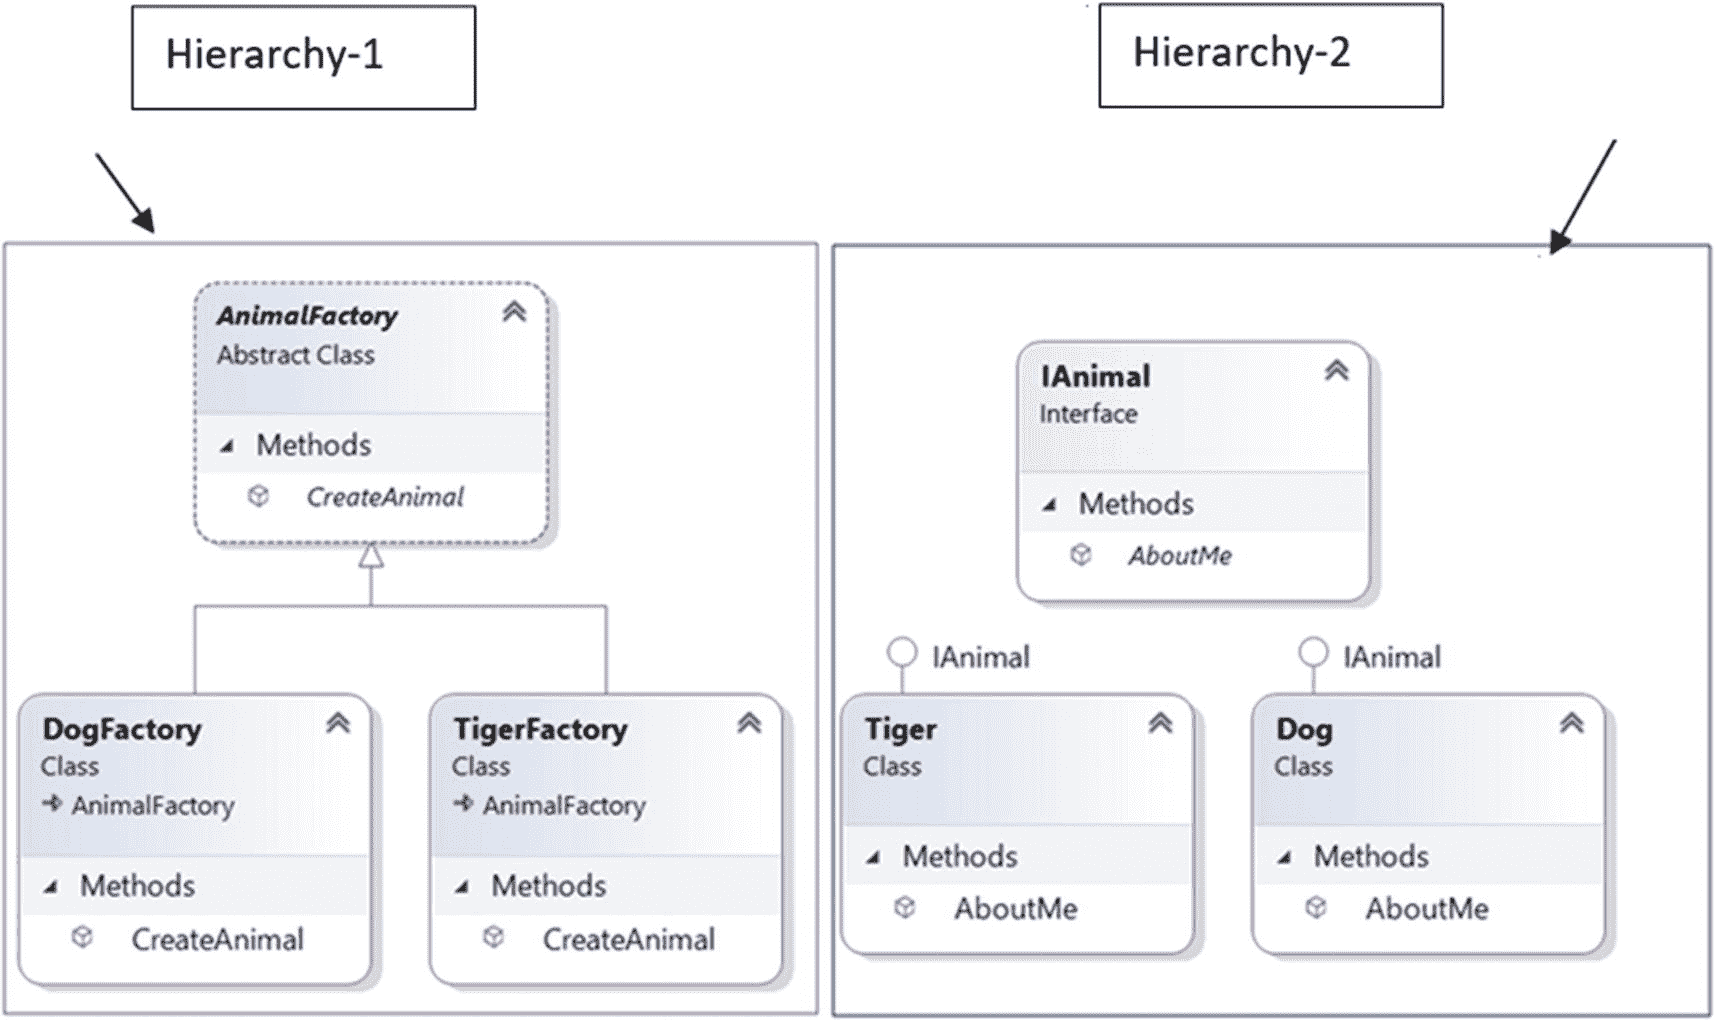 Hierarchy-1
Hierarchy-2
AnimalFactory
Abstract Class
Methods
CreateAnimal
DogFactory
Class
AnimalFactory
Methods
CreateAnimal
TigerFactory
Class
AnimalFactory
Methods
CreateAnimal
IAnimal
Interface
Methods
AboutMe
IAnimal
Tiger
Class
Methods
AboutMe
IAnimal
Dog
Class
Methods
AboutMe